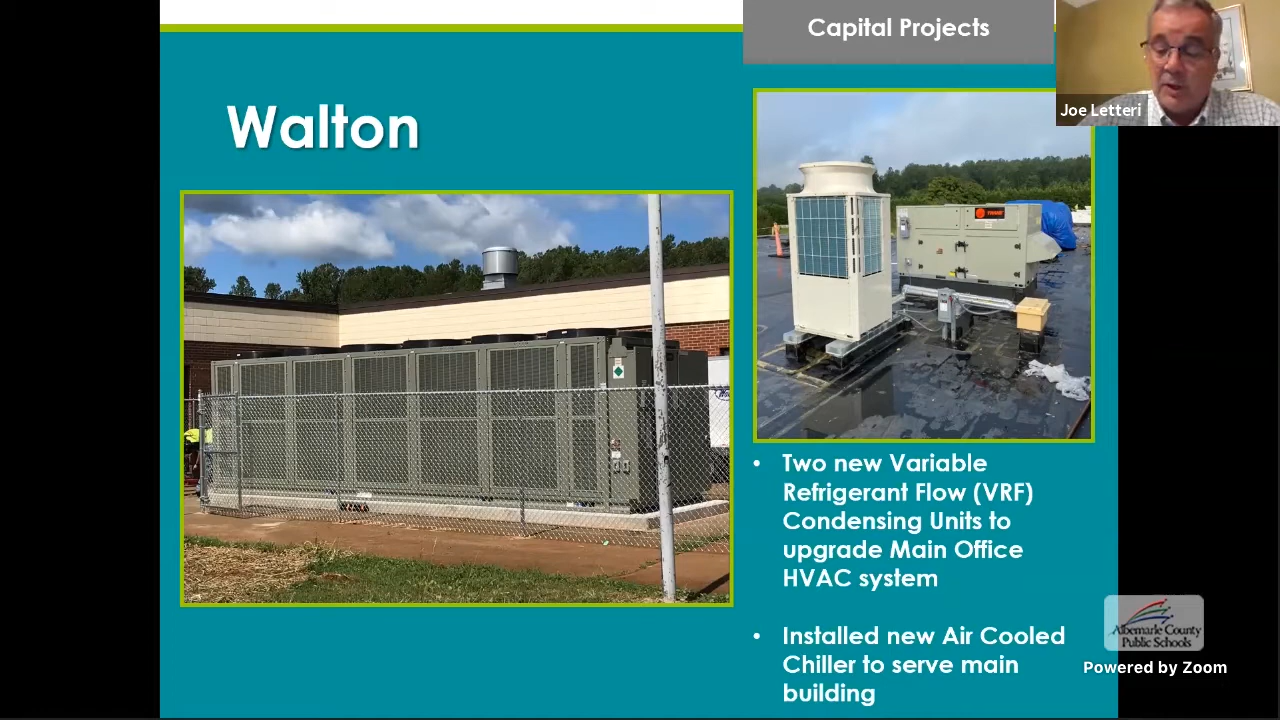 Capital Projects
Joe Letteri
Walton
TRANE
• Two new Variable
Refrigerant Flow (VRF)
Condensing Units to
upgrade Main Office
HVAC system
• Installed new Air Cooled
Chiller to serve main
building
Albemarle County
Public Schools
Powered by Zoom